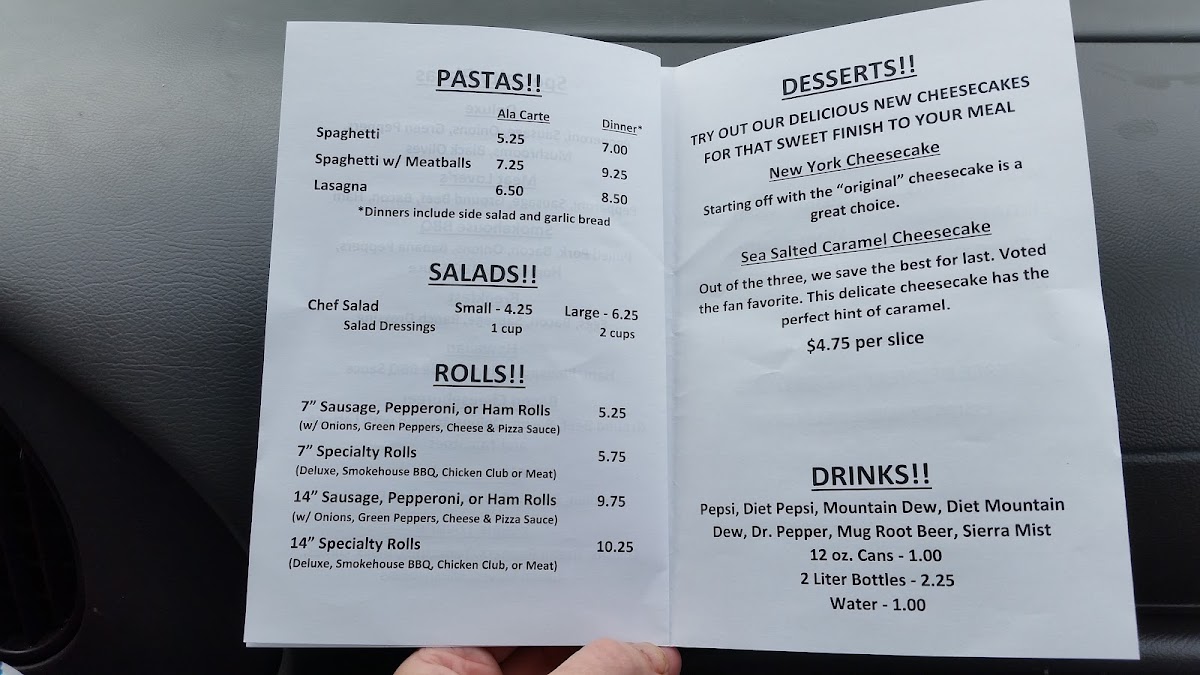 PASTAS!!
Ala Carte Dinner*
Spaghetti 5.25 7.00
Spaghetti w/ Meatballs 7.25 9.25
Lasagna 6.50 8.50
*Dinners include side salad and garlic bread
SALADS!!
Chef Salad Small - 4.25 Large - 6.25
Salad Dressings 1 cup 2 cups
ROLLS!!
7” Sausage, Pepperoni, or Ham Rolls 5.25
(w/ Onions, Green Peppers, Cheese & Pizza Sauce)
7” Specialty Rolls 5.75
(Deluxe, Smokehouse BBQ, Chicken Club or Meat)
14” Sausage, Pepperoni, or Ham Rolls 9.75
(w/ Onions, Green Peppers, Cheese & Pizza Sauce)
14” Specialty Rolls 10.25
(Deluxe, Smokehouse BBQ, Chicken Club, or Meat)
DESSERTS!!
TRY OUT OUR DELICIOUS NEW CHEESECAKES
FOR THAT SWEET FINISH TO YOUR MEAL
New York Cheesecake
Starting off with the “original” cheesecake is a
great choice.
Sea Salted Caramel Cheesecake
Out of the three, we save the best for last. Voted
the fan favorite. This delicate cheesecake has the
perfect hint of caramel.
$4.75 per slice
DRINKS!!
Pepsi, Diet Pepsi, Mountain Dew, Diet Mountain
Dew, Dr. Pepper, Mug Root Beer, Sierra Mist
12 oz. Cans - 1.00
2 Liter Bottles - 2.25
Water - 1.00